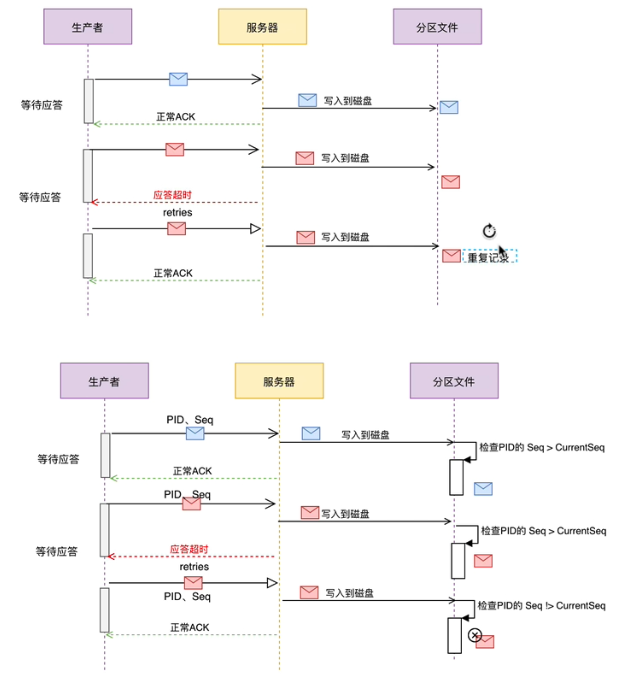 生产者
服务器
分区文件
等待应答
写入到磁盘
正常ACK
等待应答
写入到磁盘
应答超时
retries
写入到磁盘
重复记录
正常ACK
生产者
服务器
分区文件
PID、Seq
写入到磁盘
检查PID的 Seq > CurrentSeq
等待应答
正常ACK
PID、Seq
写入到磁盘
检查PID的 Seq > CurrentSeq
等待应答
应答超时
retries
写入到磁盘
PID、Seq
检查PID的 Seq !> CurrentSeq
正常ACK